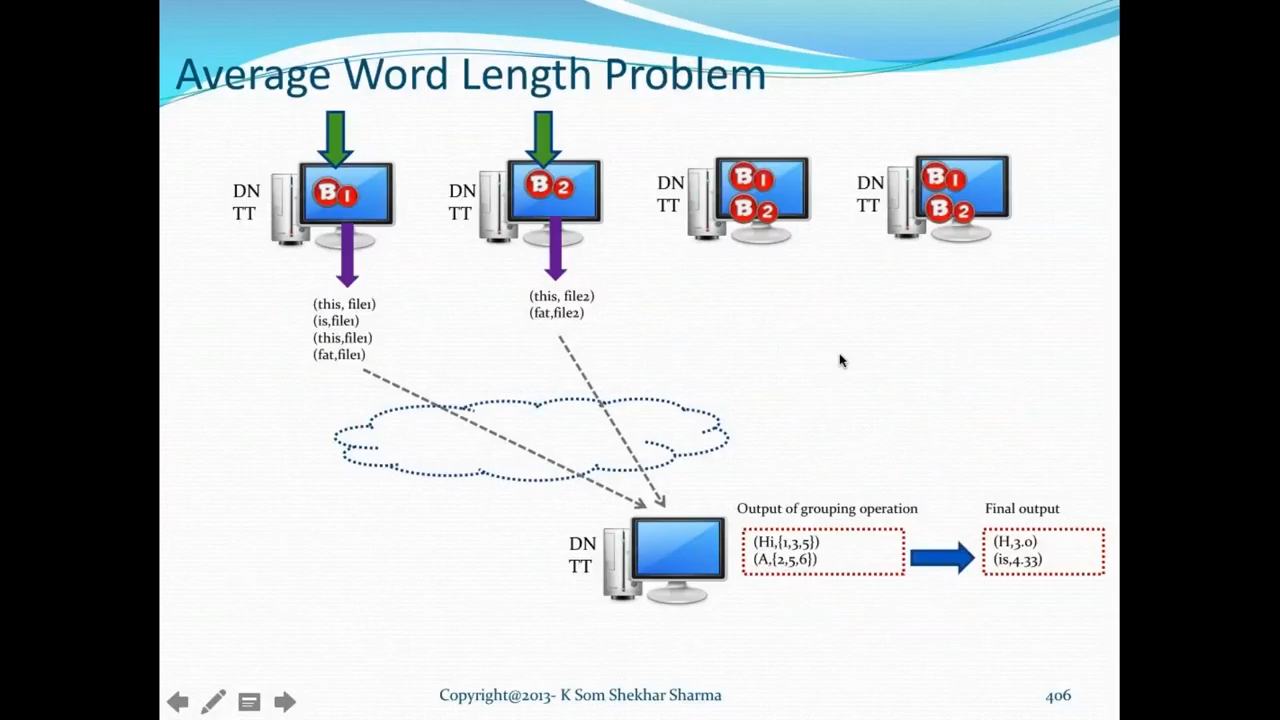 Average Word Length Problem
DN
TT
B1
DN
TT
B2
DN
TT
B1
B2
DN
TT
B1
B2
(this, file1)
(is,file1)
(this,file1)
(fat,file1)
(this, file2)
(fat,file2)
DN
TT
Output of grouping operation
(Hi,{1,3,5})
(A,{2,5,6})
Final output
(H,3.0)
(is,4.33)
Copyright@2013- K Som Shekhar Sharma
406